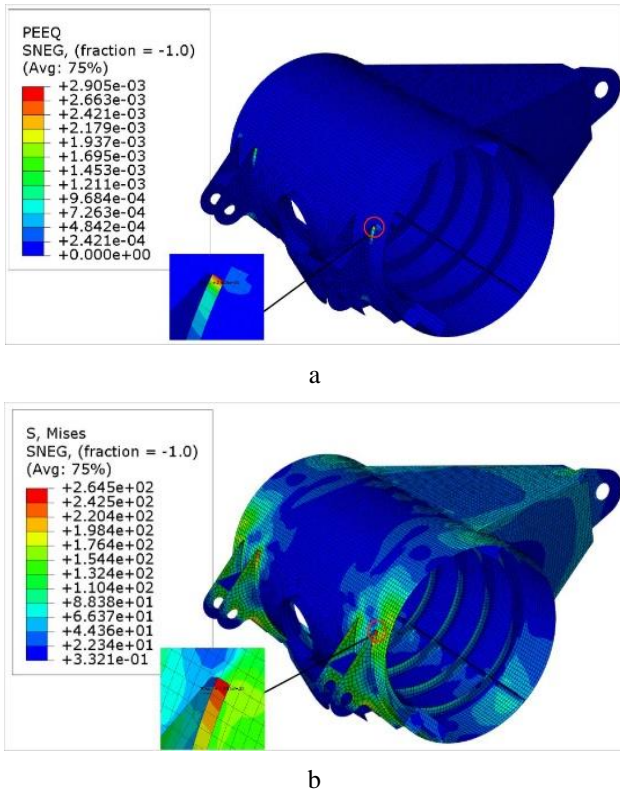 PEEQ
SNEG, (fraction = -1.0)
(Avg: 75%)
+2.905e-03
+2.663e-03
+2.421e-03
+2.179e-03
+1.937e-03
+1.695e-03
+1.453e-03
+1.211e-03
+9.684e-04
+7.263e-04
+4.842e-04
+2.421e-04
+0.000e+00
a
S, Mises
SNEG, (fraction = -1.0)
(Avg: 75%)
+2.645e+02
+2.425e+02
+2.204e+02
+1.984e+02
+1.764e+02
+1.544e+02
+1.324e+02
+1.104e+02
+8.838e+01
+6.637e+01
+4.436e+01
+2.234e+01
+3.321e-01
b